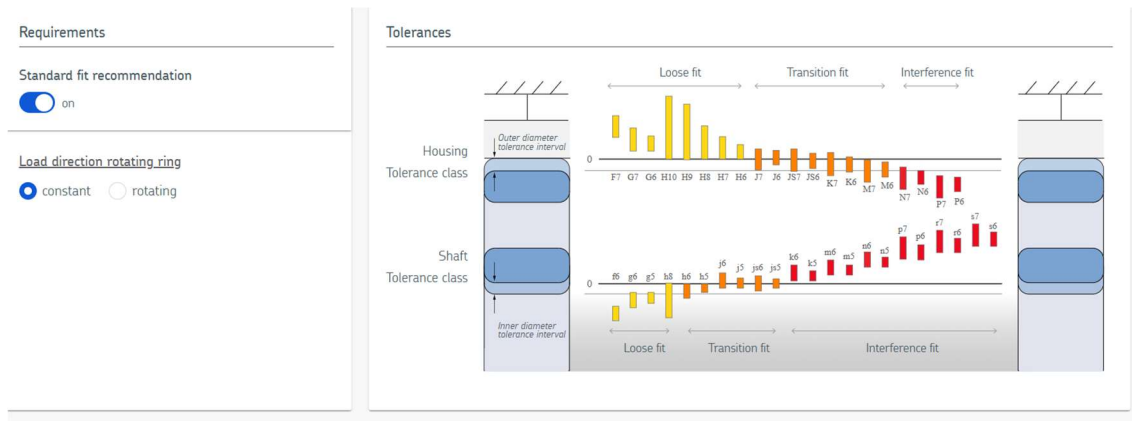 Requirements
Standard fit recommendation
on
Load direction rotating ring
constant rotating
Tolerances
Loose fit Transition fit Interference fit
Outer diameter
tolerance interval
Housing
Tolerance class
0
F7 G7 G6 H10 H9 H8 H7 H6 J7 J6 JS7 JS6 K7 K6 M7 M6 N7 N6 P7 P6
Shaft
Tolerance class
0
f6 g6 g5 h8 h6 h5 j6 j5 js6 js5 k6 k5 m6 m5 n6 n5 p7 p6 r7 r6 s7 s6
Inner diameter
tolerance interval
Loose fit Transition fit Interference fit